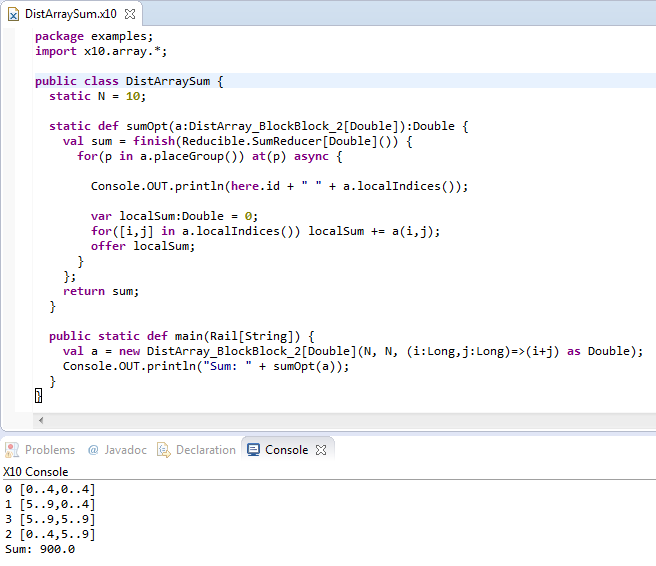 DistArraySum.x10
package examples;
import x10.array.*;
public class DistArraySum {
static N = 10;
static def sumOpt(a:DistArray_BlockBlock_2[Double]):Double {
val sum = finish(Reducible.SumReducer[Double]()) {
for(p in a.placeGroup()) at(p) async {
Console.OUT.println(here.id + " " + a.localIndices());
var localSum:Double = 0;
for([i,j] in a.localIndices()) localSum += a(i,j);
offer localSum;
}
};
return sum;
}
public static def main(Rail[String]) {
val a = new DistArray_BlockBlock_2[Double](N, N, (i:Long,j:Long)=>(i+j) as Double);
Console.OUT.println("Sum: " + sumOpt(a));
}
}
Problems @ Javadoc Declaration Console
X10 Console
0 [0..4,0..4]
1 [5..9,0..4]
3 [5..9,5..9]
2 [0..4,5..9]
Sum: 900.0